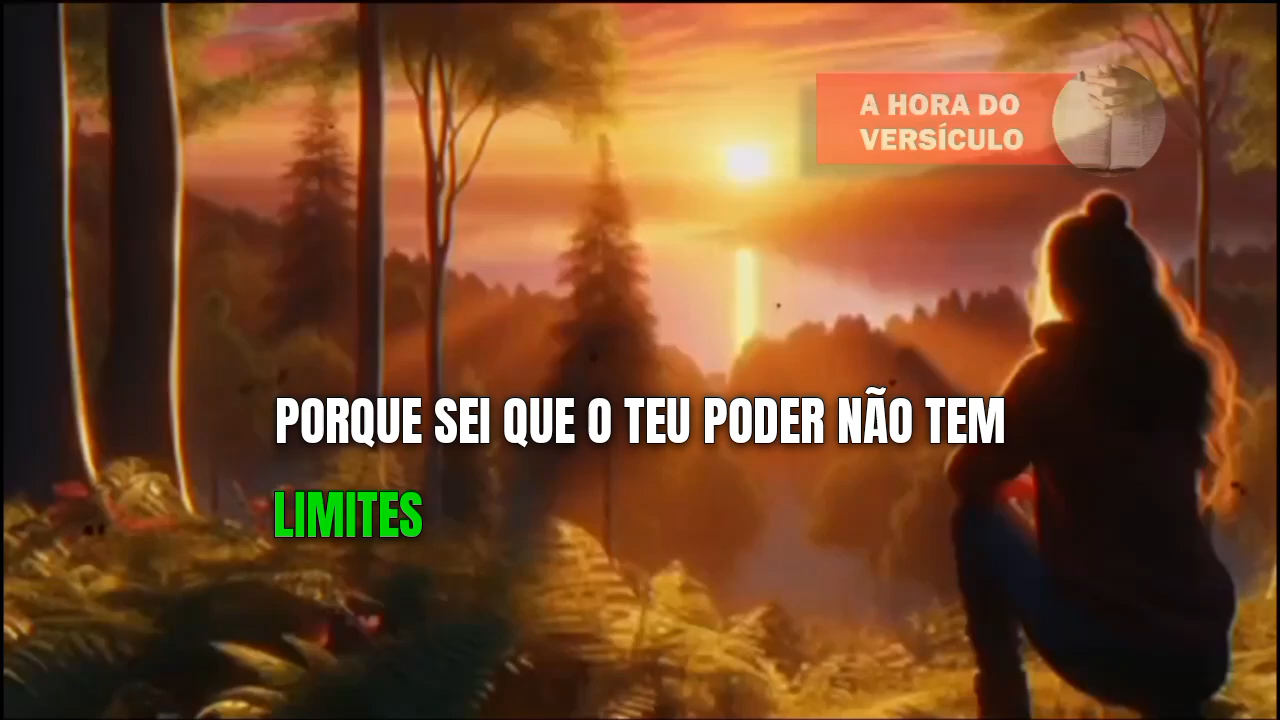 A HORA DO
VERSÍCULO
PORQUE SEI QUE O TEU PODER NÃO TEM
LIMITES